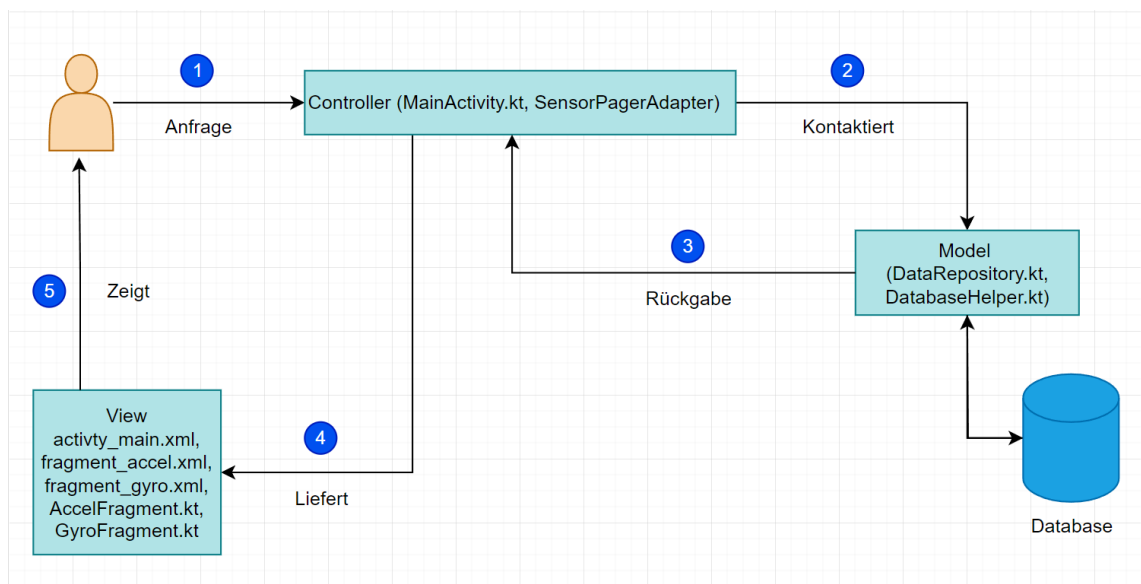 1
Anfrage
Controller (MainActivity.kt, SensorPagerAdapter)
2
Kontaktiert
3
Rückgabe
Model
(DataRepository.kt,
DatabaseHelper.kt)
5
Zeigt
View
activty_main.xml,
fragment_accel.xml,
fragment_gyro.xml,
AccelFragment.kt,
GyroFragment.kt
4
Liefert
Database